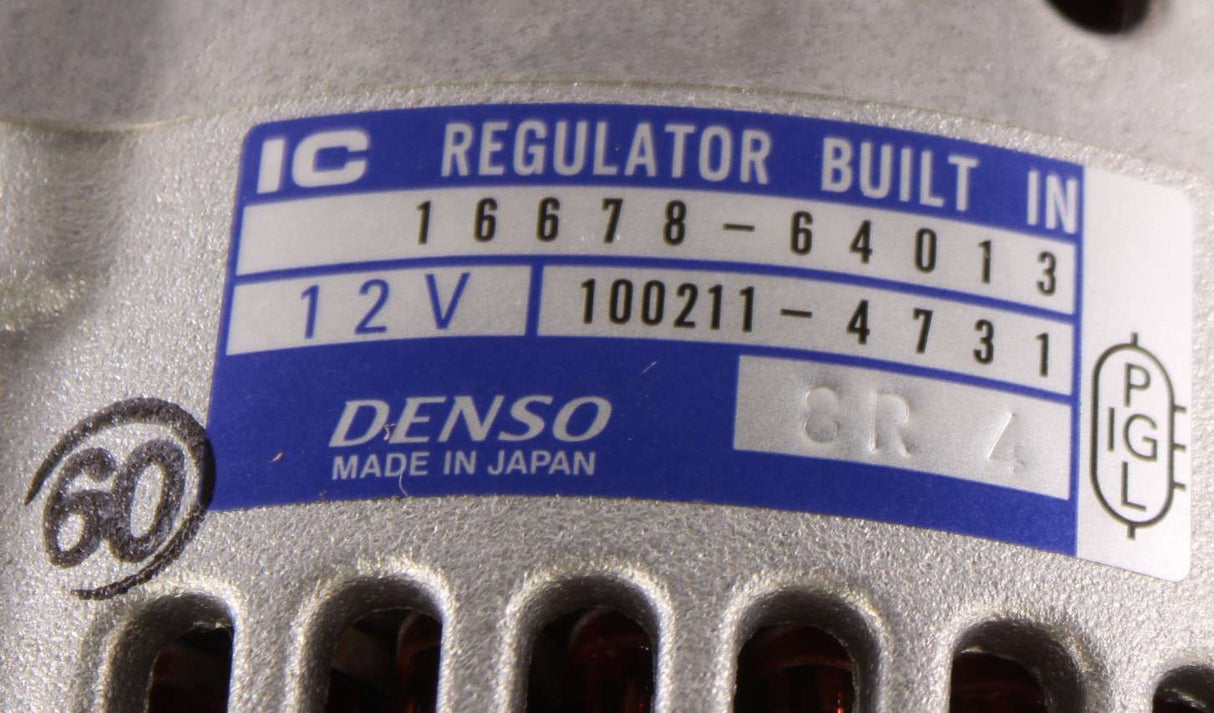 IC REGULATOR BUILT IN
16678-64013
12V 100211-4731
8R 4
DENSO
MADE IN JAPAN
P
IG
L
60